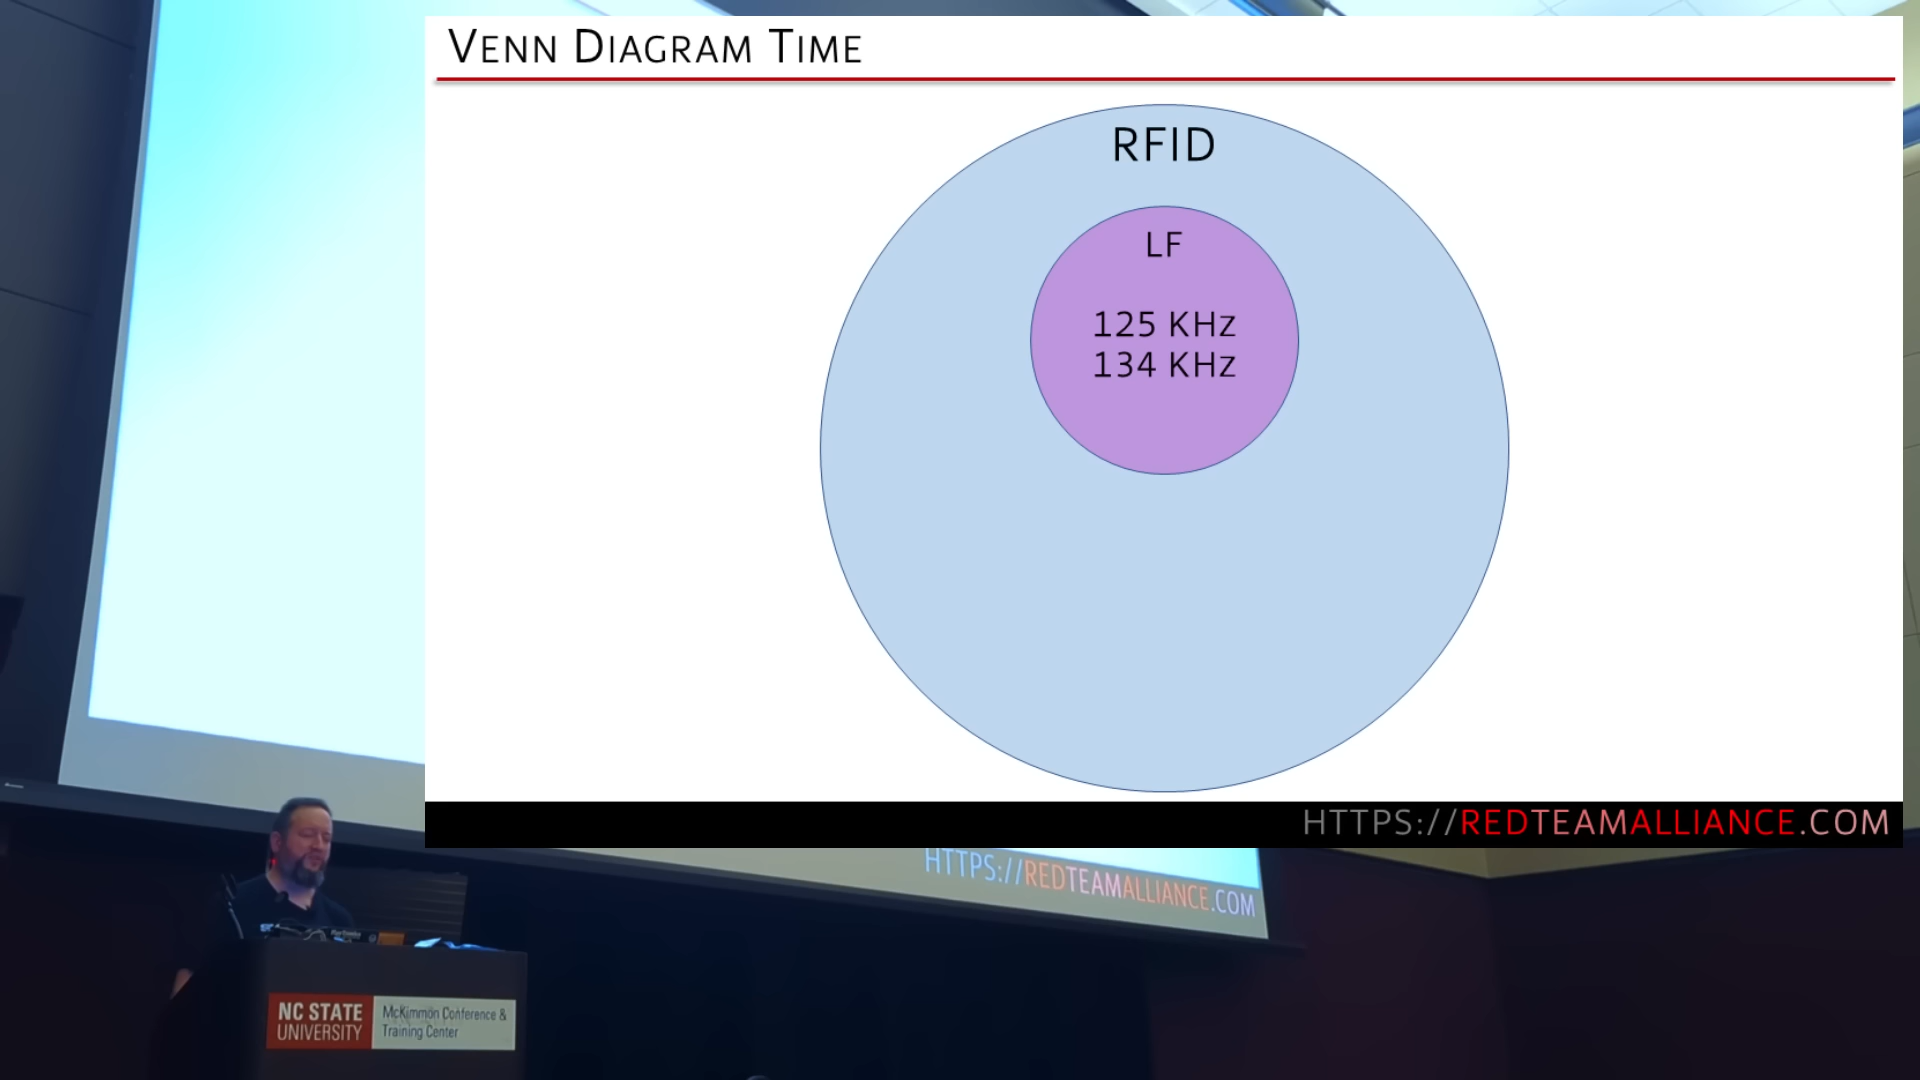 VENN DIAGRAM TIME
RFID
LF
125 KHz
134 KHz
HTTPS://REDTEAMALLIANCE.COM
HTTPS://REDTEAMALLIANCE.COM
NC STATE
UNIVERSITY
McKimmon Conference &
Training Center